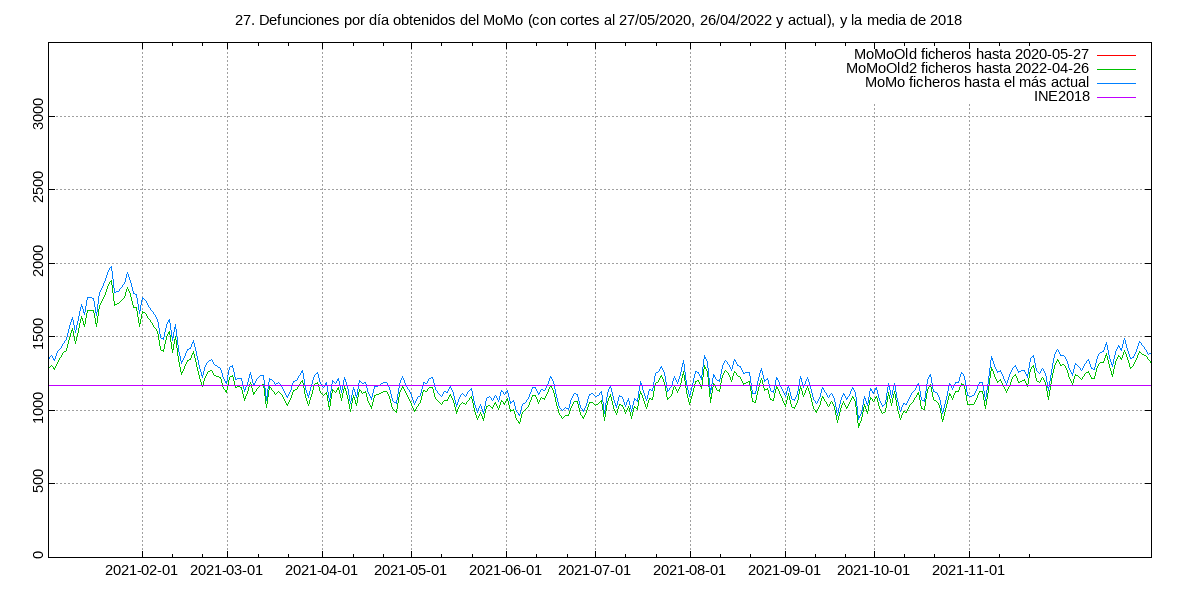 27. Defunciones por día obtenidos del MoMo (con cortes al 27/05/2020, 26/04/2022 y actual), y la media de 2018
MoMoOld ficheros hasta 2020-05-27
MoMoOld2 ficheros hasta 2022-04-26
MoMo ficheros hasta el más actual
INE2018
3000
2500
2000
1500
1000
500
0
2021-02-01 2021-03-01 2021-04-01 2021-05-01 2021-06-01 2021-07-01 2021-08-01 2021-09-01 2021-10-01 2021-11-01